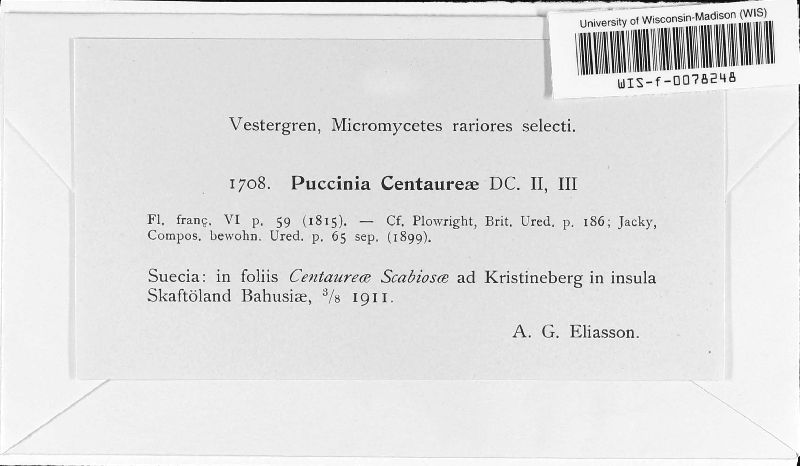 University of Wisconsin-Madison (WIS)
WIS-f-0078248
Vestergren, Micromycetes rariores selecti.
1708. Puccinia Centaureæ DC. II, III
Fl. franç. VI p. 59 (1815). — Cf. Plowright, Brit. Ured. p. 186; Jacky,
Compos. bewohn. Ured. p. 65 sep. (1899).
Suecia: in foliis Centaureæ Scabiosæ ad Kristineberg in insula
Skaftöland Bahusiæ, 3/8 1911.
A. G. Eliasson.